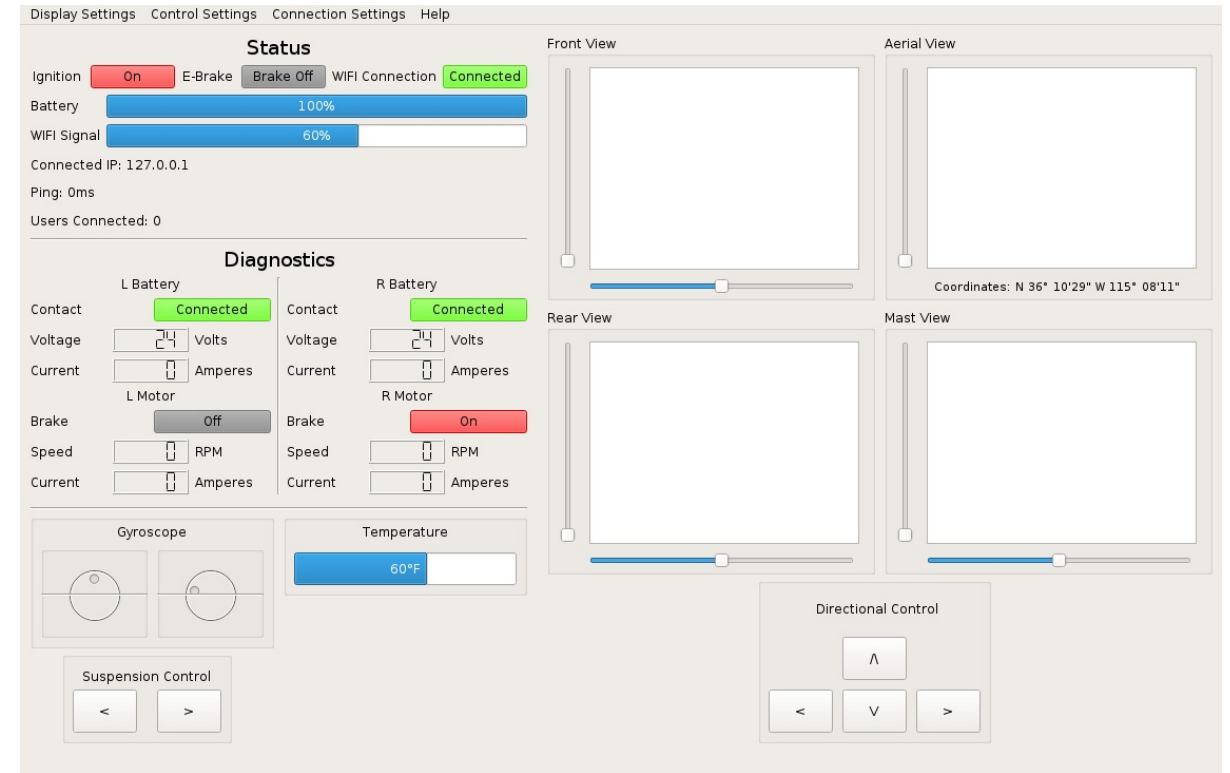 Display Settings Control Settings Connection Settings Help
Status
Ignition On E-Brake Brake Off WIFI Connection Connected
Battery 100%
WIFI Signal 60%
Connected IP: 127.0.0.1
Ping: 0ms
Users Connected: 0
Diagnostics
L Battery R Battery
Contact Connected Contact Connected
Voltage 24 Volts Voltage 24 Volts
Current 0 Amperes Current 0 Amperes
L Motor R Motor
Brake Off Brake On
Speed 0 RPM Speed 0 RPM
Current 0 Amperes Current 0 Amperes
Gyroscope Temperature
60°F
Suspension Control
< >
Front View Aerial View
Coordinates: N 36° 10'29" W 115° 08'11"
Rear View Mast View
Directional Control
Λ
< V >